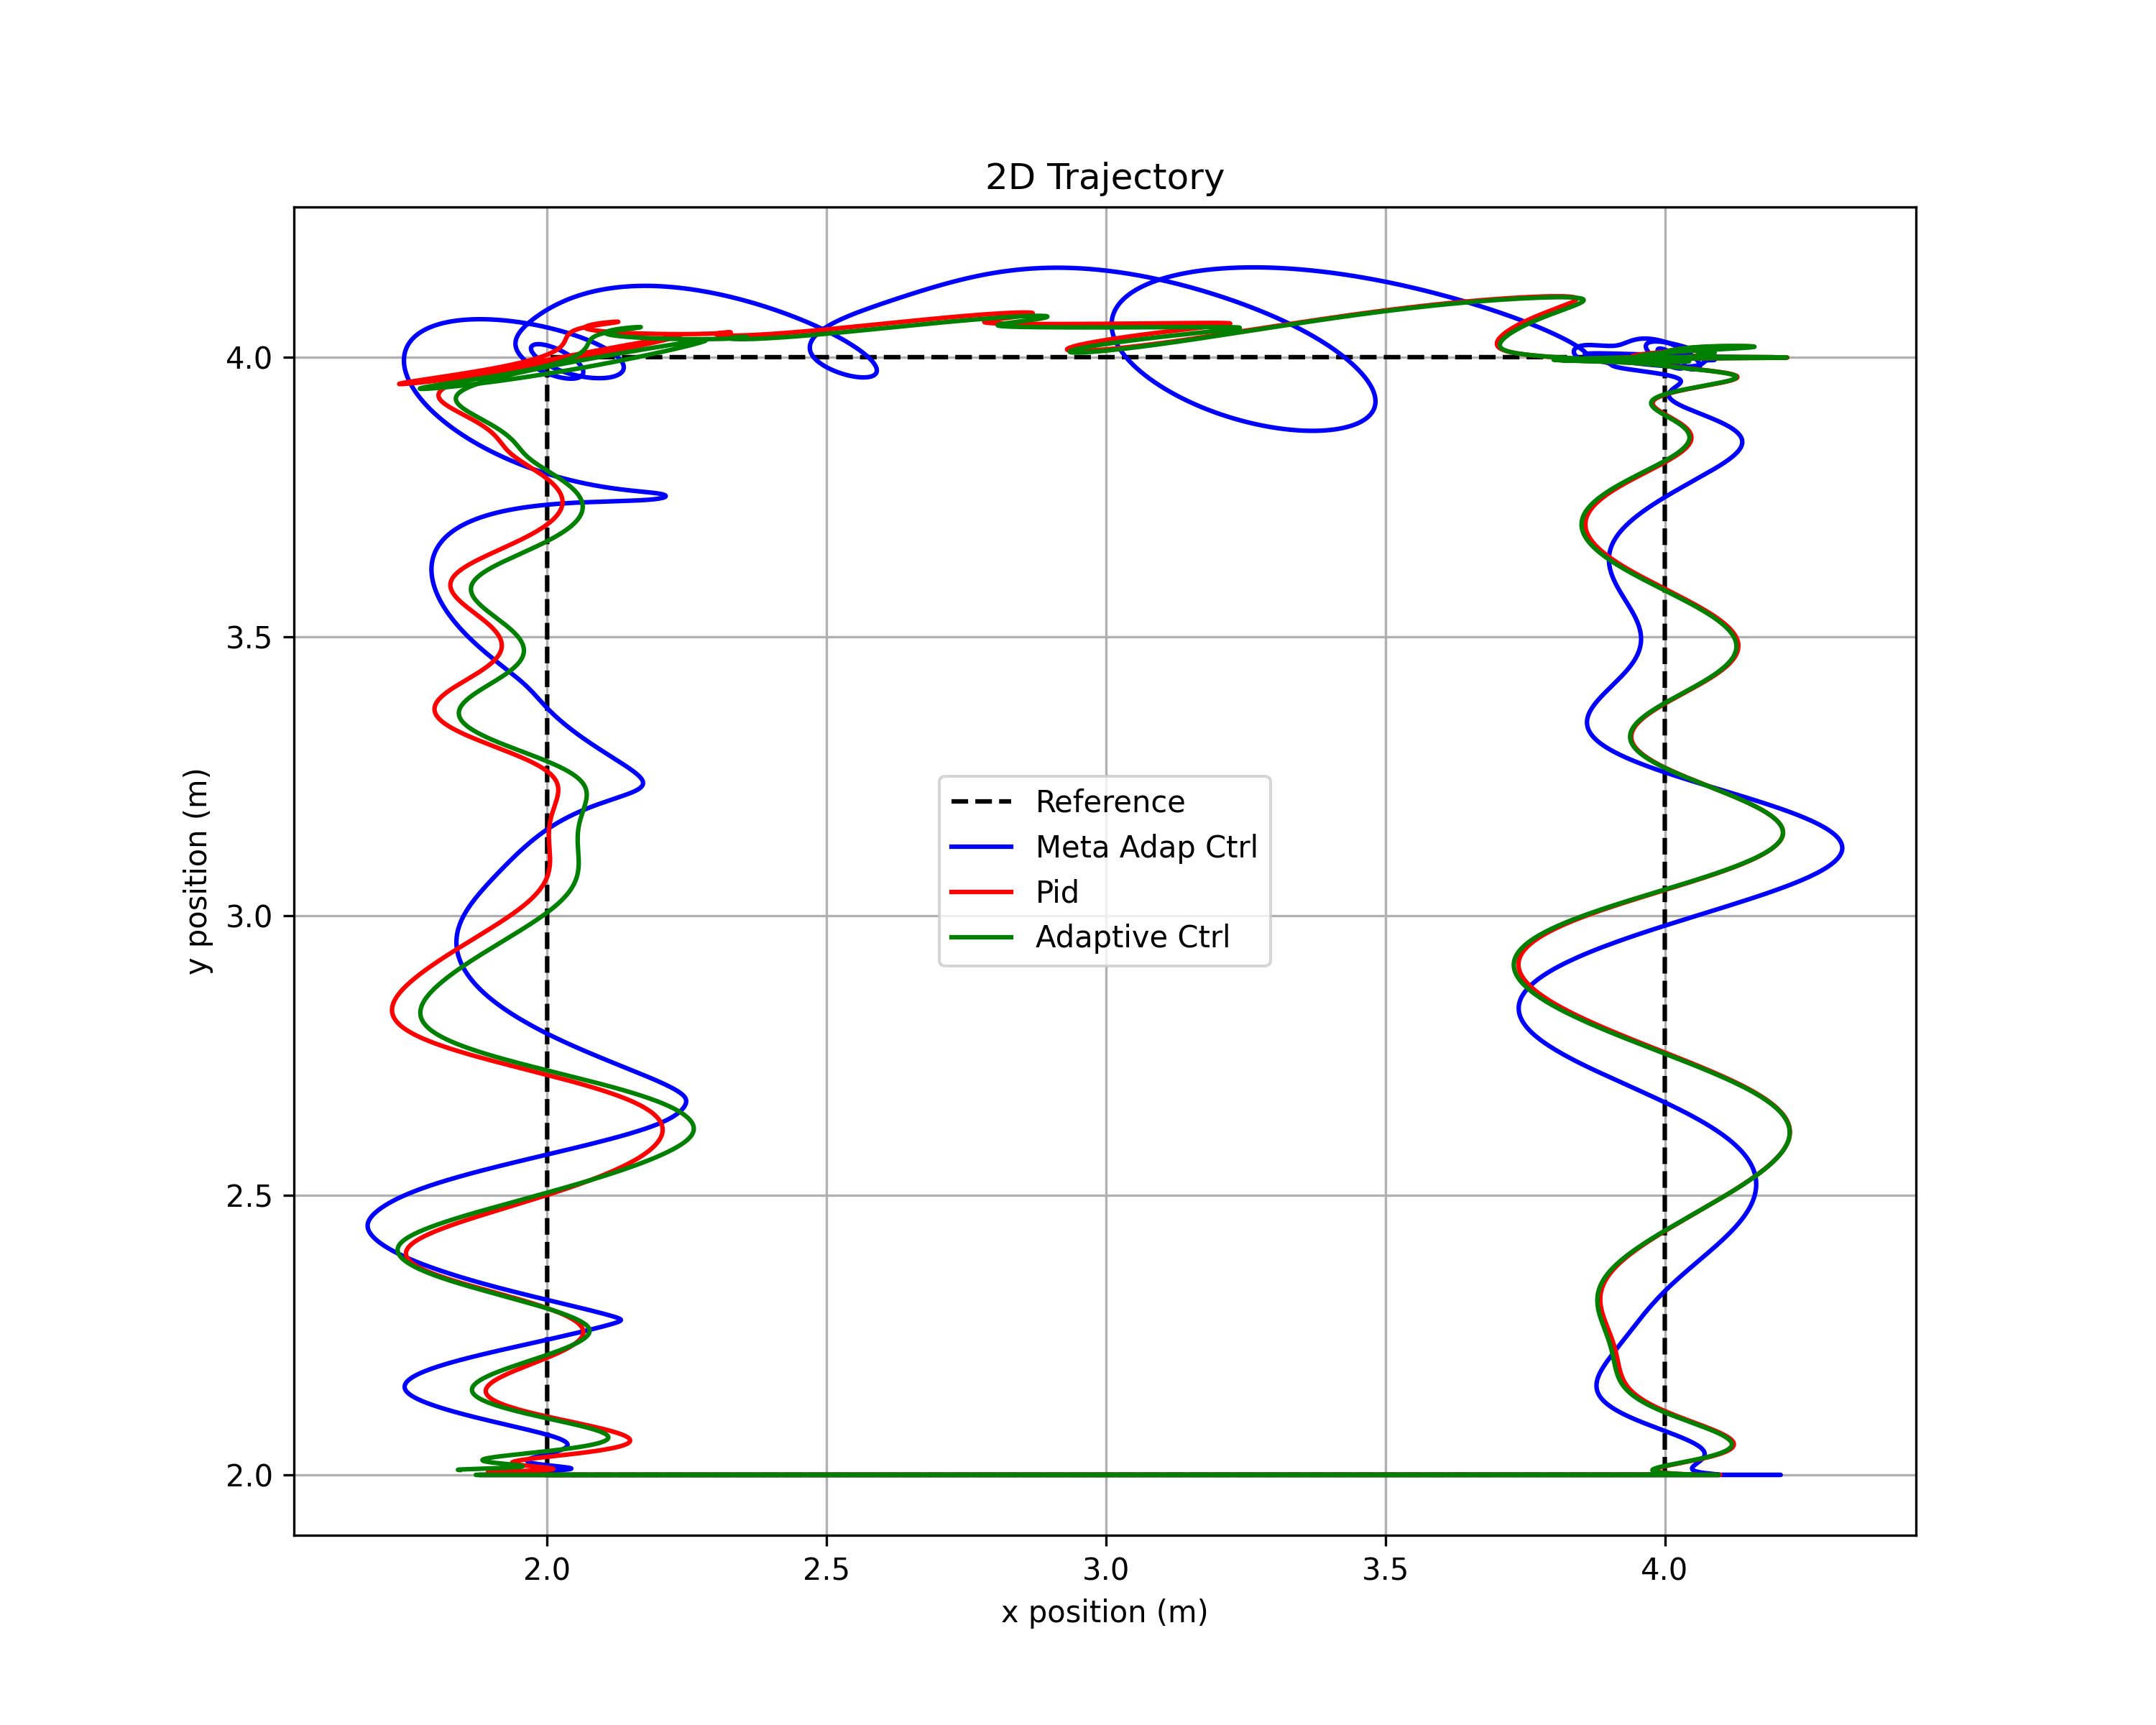 2D Trajectory
y position (m)
4.0
3.5
3.0
2.5
2.0
Reference
Meta Adap Ctrl
Pid
Adaptive Ctrl
2.0 2.5 3.0 3.5 4.0
x position (m)